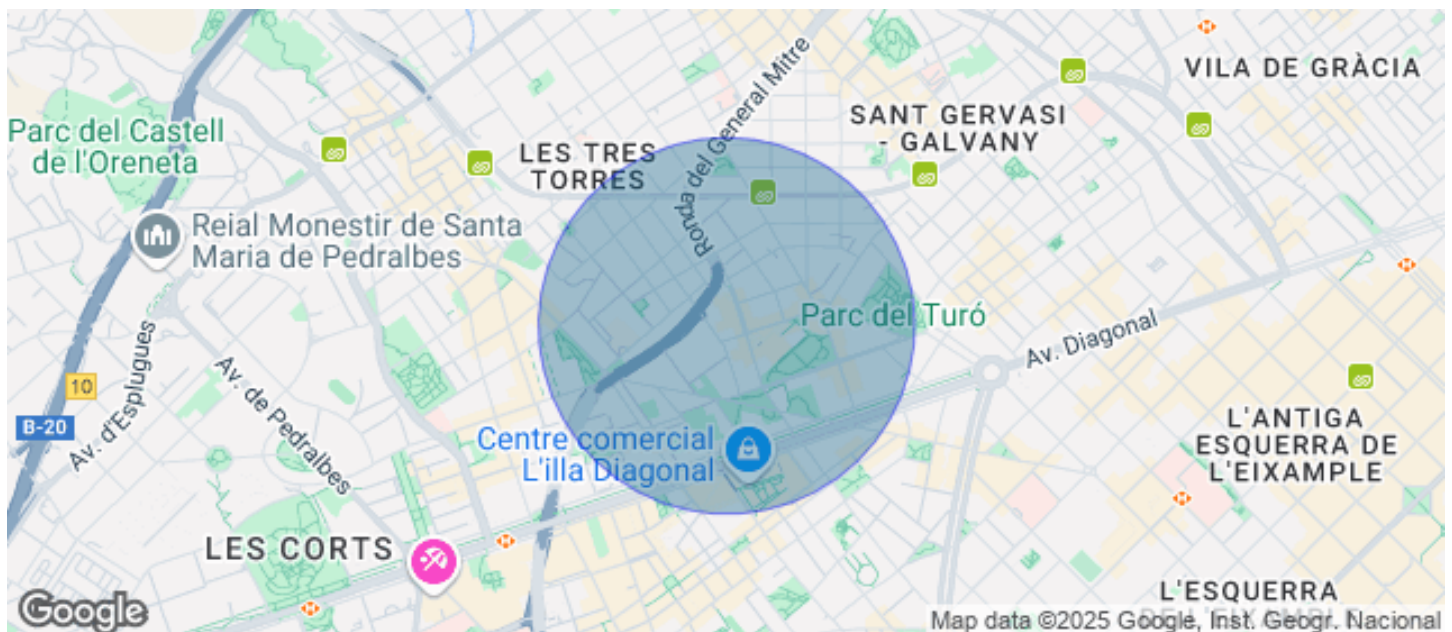 VILA DE GRÀCIA
Ronda del General Mitre
SANT GERVASI
- GALVANY
Parc del Castell
de l'Oreneta
LES TRES
TORRES
Reial Monestir de Santa
Maria de Pedralbes
Parc del Turó
Av. Diagonal
Av. d'Esplugues
Av. de Pedralbes
10
B-20
Centre comercial
L'illa Diagonal
L'ANTIGA
ESQUERRA DE
L'EIXAMPLE
LES CORTS
L'ESQUERRA
Google
Map data ©2025 Google, Inst. Geogr. Nacional